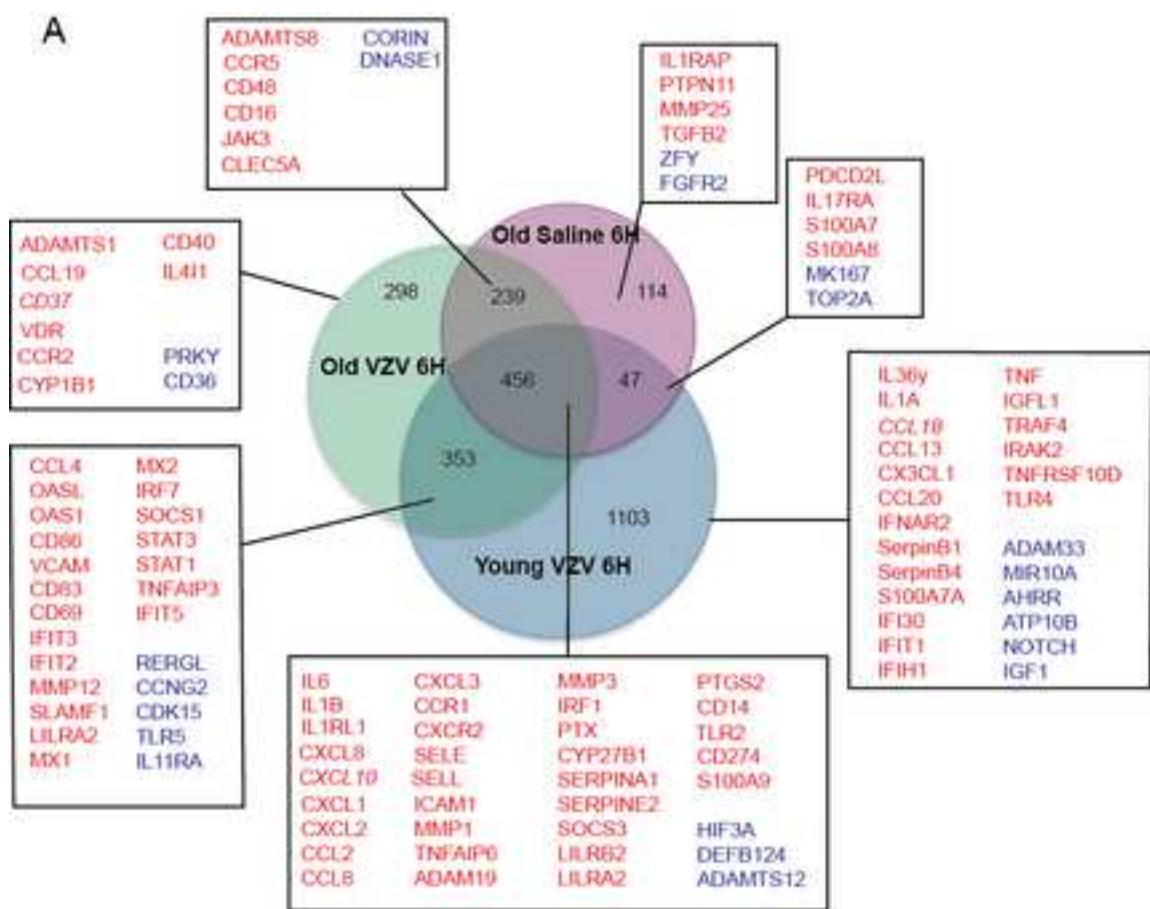 A
ADAMTS8 CORIN
CCR5 DNASE1
CD48
CD16
JAK3
CLEC5A
IL1RAP
PTPN11
MMP25
TGFB2
ZFY
FGFR2
PDCD2L
IL17RA
S100A7
S100A8
MK167
TOP2A
ADAMTS1 CD40
CCL19 IL4I1
CD37
VDR
CCR2 PRKY
CYP1B1 CD36
Old Saline 6H
298 239 114
Old VZV 6H
456 47
353
1103
Young VZV 6H
IL36y TNF
IL1A IGFL1
CCL18 TRAF4
CCL13 IRAK2
CX3CL1 TNFRSF10D
CCL20 TLR4
IFNAR2
SerpinB1 ADAM33
SerpinB4 MIR10A
S100A7A AHRR
IFI30 ATP10B
IFIT1 NOTCH
IFIH1 IGF1
CCL4 MX2
OASL IRF7
OAS1 SOCS1
CD86 STAT3
VCAM STAT1
CD83 TNFAIP3
CD69 IFIT5
IFIT3
IFIT2 RERGL
MMP12 CCNG2
SLAMF1 CDK15
LILRA2 TLR5
MX1 IL11RA
IL6 CXCL3 MMP3 PTGS2
IL1B CCR1 IRF1 CD14
IL1RL1 CXCR2 PTX TLR2
CXCL8 SELE CYP27B1 CD274
CXCL10 SELL SERPINA1 S100A9
CXCL1 ICAM1 SERPINE2
CXCL2 MMP1 SOCS3 HIF3A
CCL2 TNFAIP6 LILRB2 DEFB124
CCL8 ADAM19 LILRA2 ADAMTS12